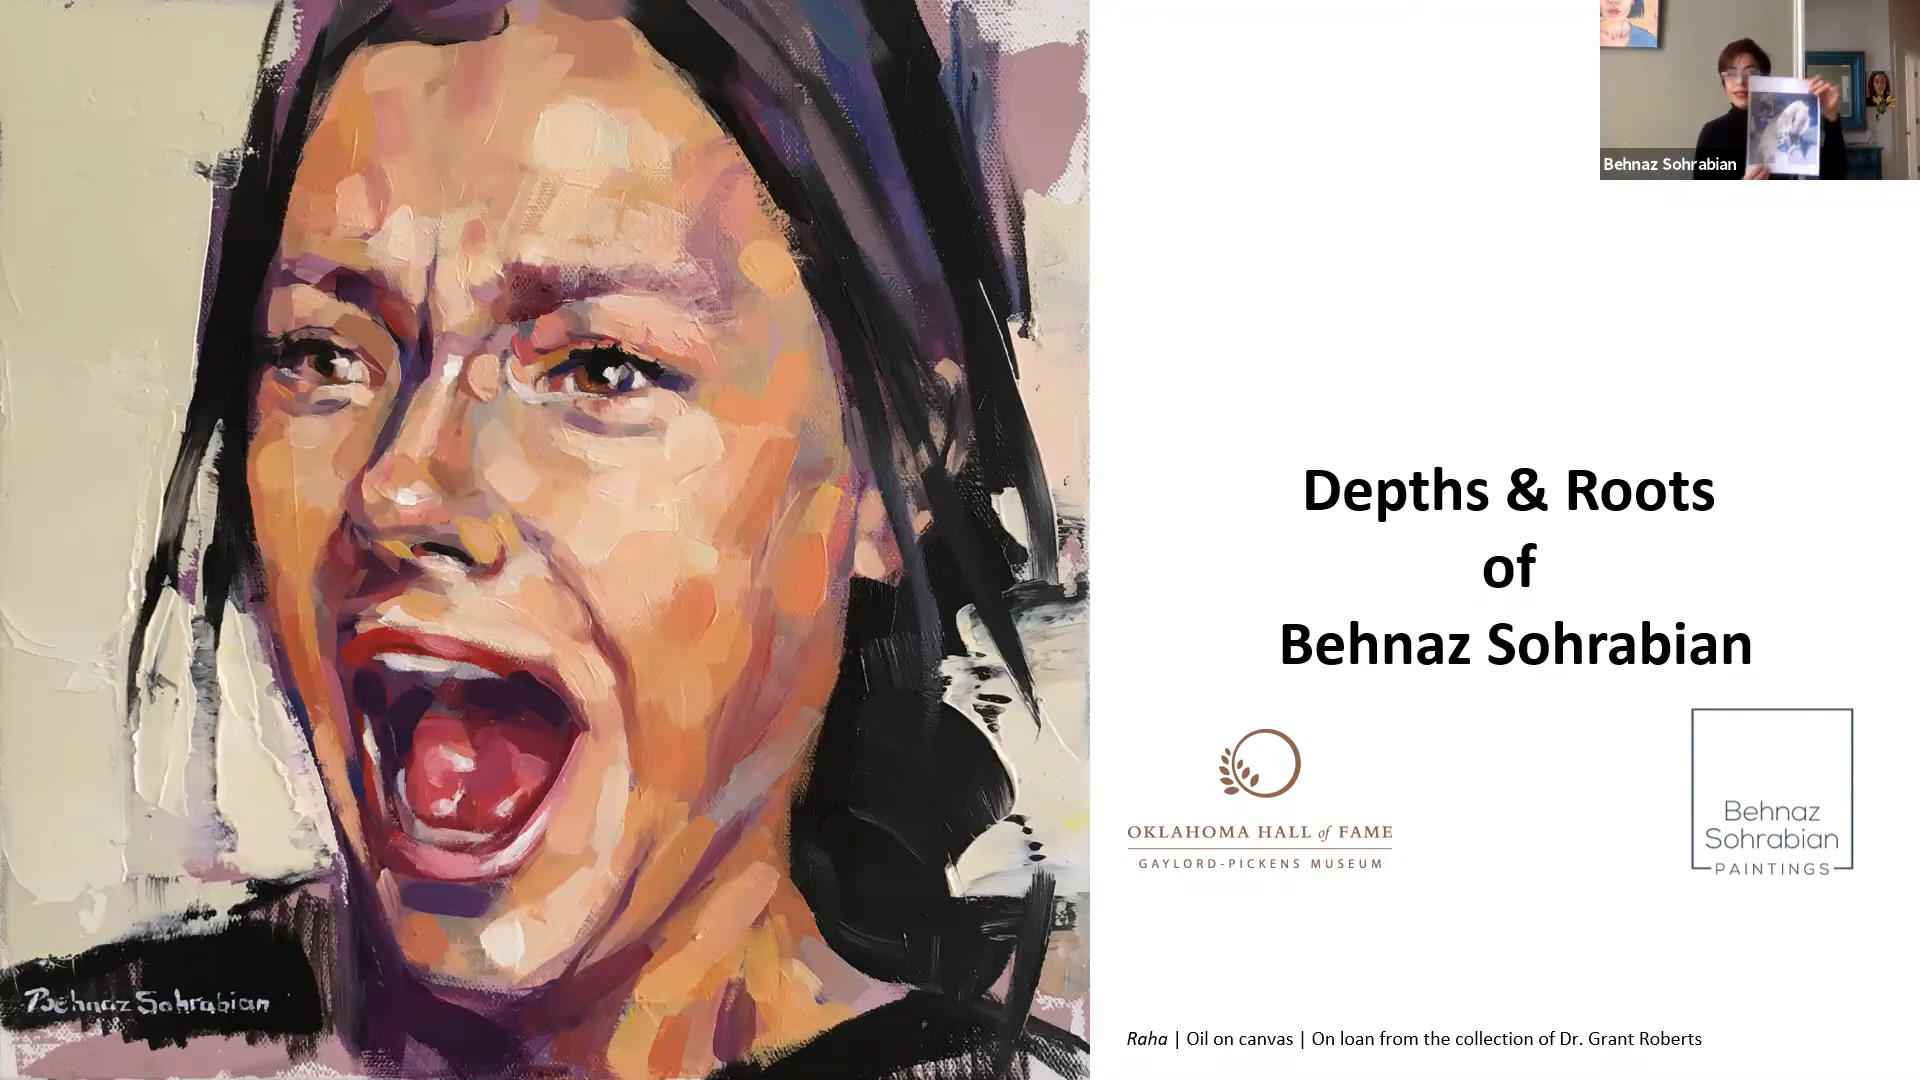 Behnaz Sohrabian
Depths & Roots
of
Behnaz Sohrabian
OKLAHOMA HALL of FAME
GAYLORD-PICKENS MUSEUM
Behnaz
Sohrabian
PAINTINGS
Behnaz Sohrabian
Raha | Oil on canvas | On loan from the collection of Dr. Grant Roberts